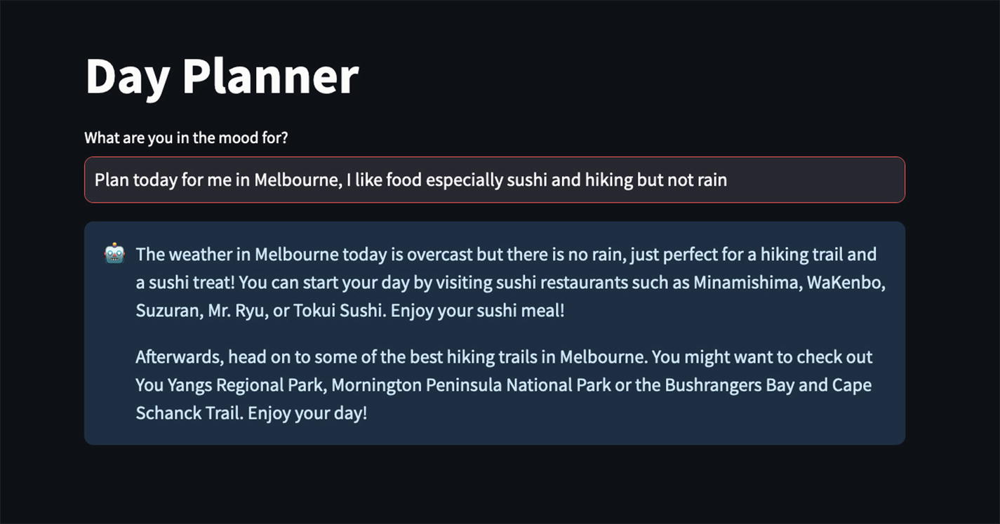 Day Planner
What are you in the mood for?
Plan today for me in Melbourne, I like food especially sushi and hiking but not rain
The weather in Melbourne today is overcast but there is no rain, just perfect for a hiking trail and
a sushi treat! You can start your day by visiting sushi restaurants such as Minamishima, WaKenbo,
Suzuran, Mr. Ryu, or Tokui Sushi. Enjoy your sushi meal!
Afterwards, head on to some of the best hiking trails in Melbourne. You might want to check out
You Yangs Regional Park, Mornington Peninsula National Park or the Bushrangers Bay and Cape
Schanck Trail. Enjoy your day!